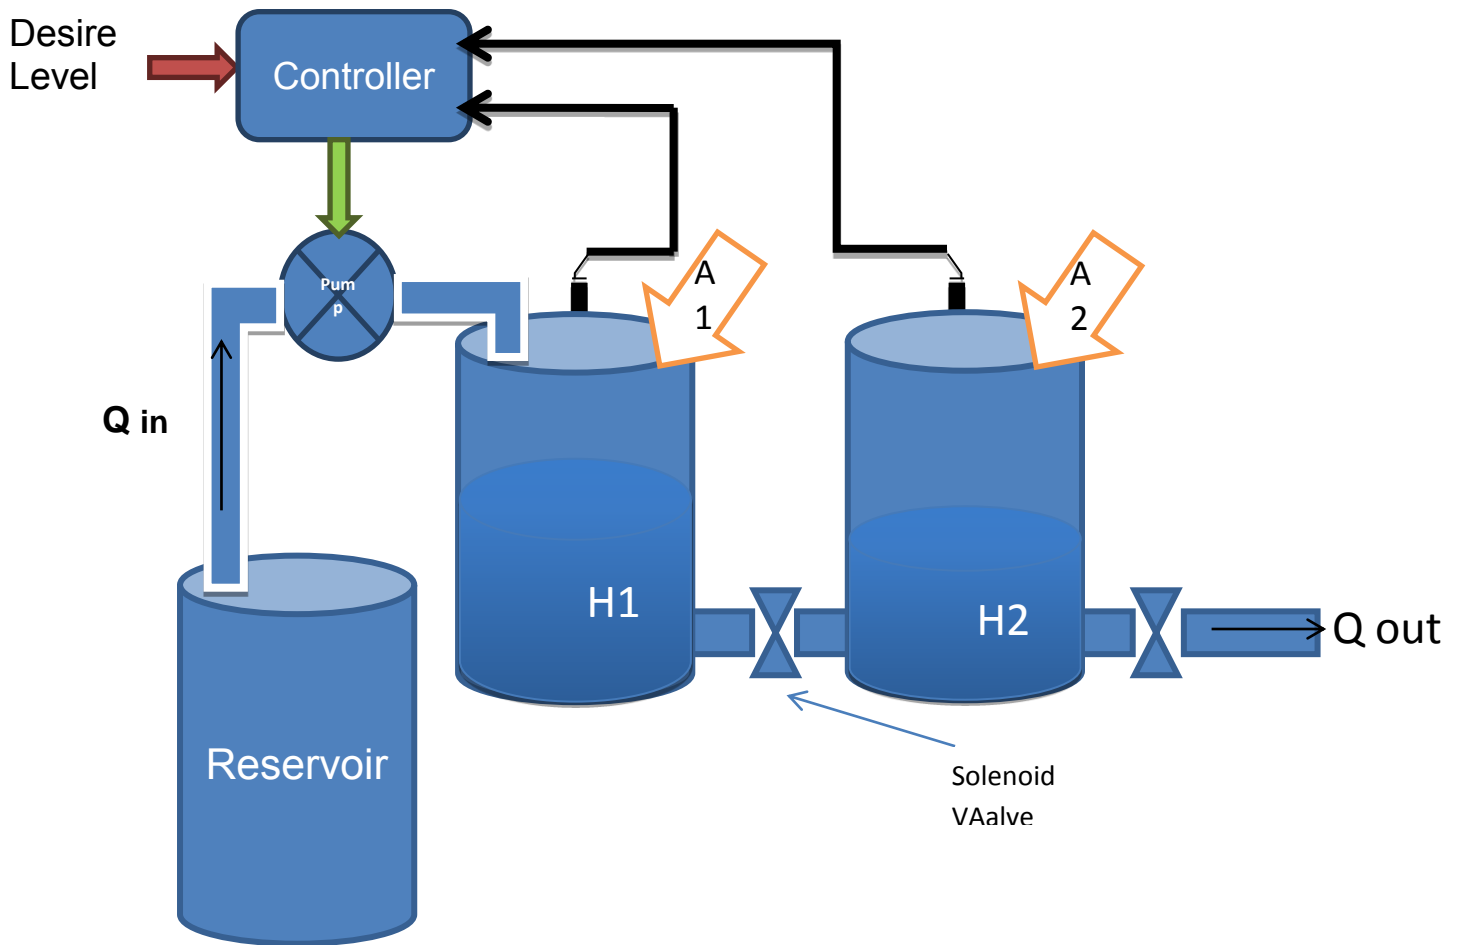 Desire
Level
Controller
Pum
p
A
1
A
2
Q in
H1
H2
Q out
Reservoir
Solenoid
VAalve